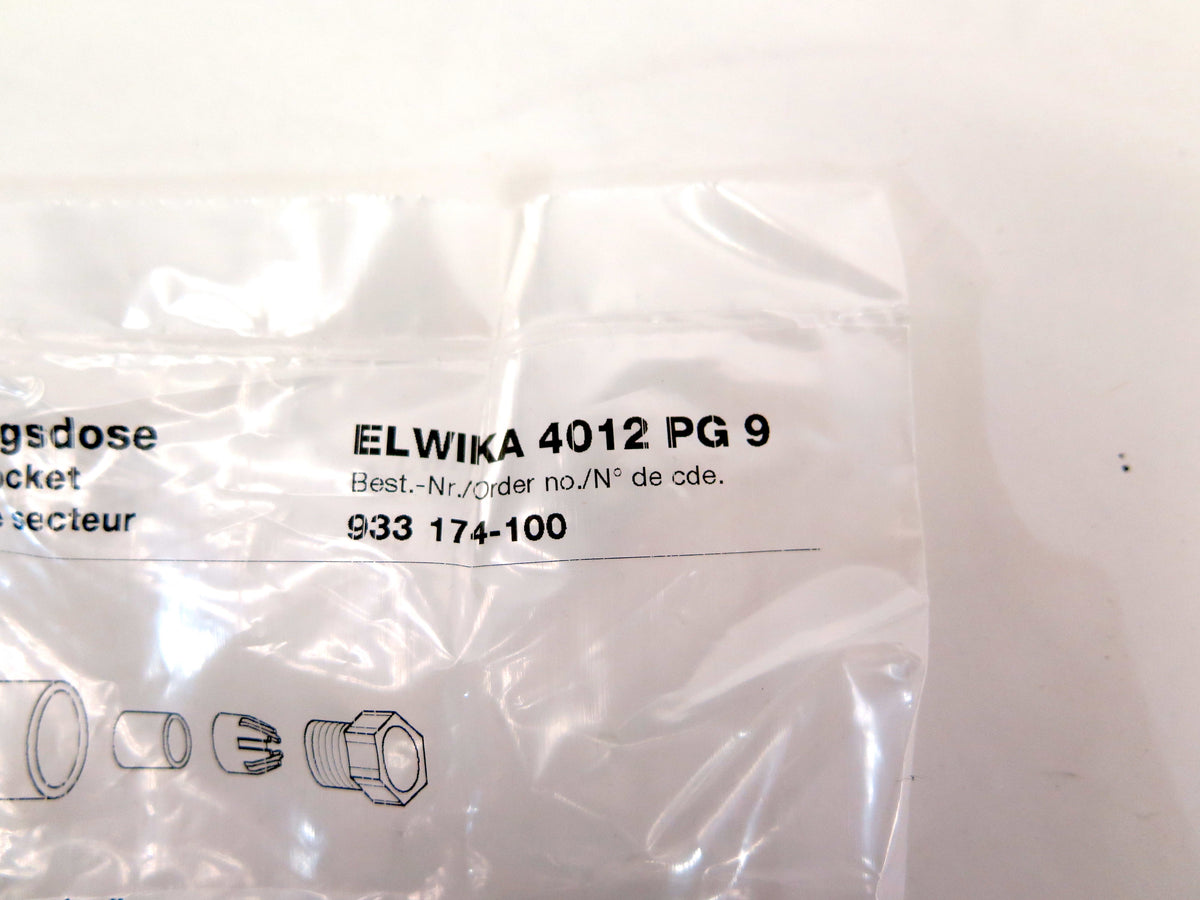 gsdose
ocket
secteur
ELWIKA 4012 PG 9
Best.-Nr./Order no./N° de cde.
933 174-100